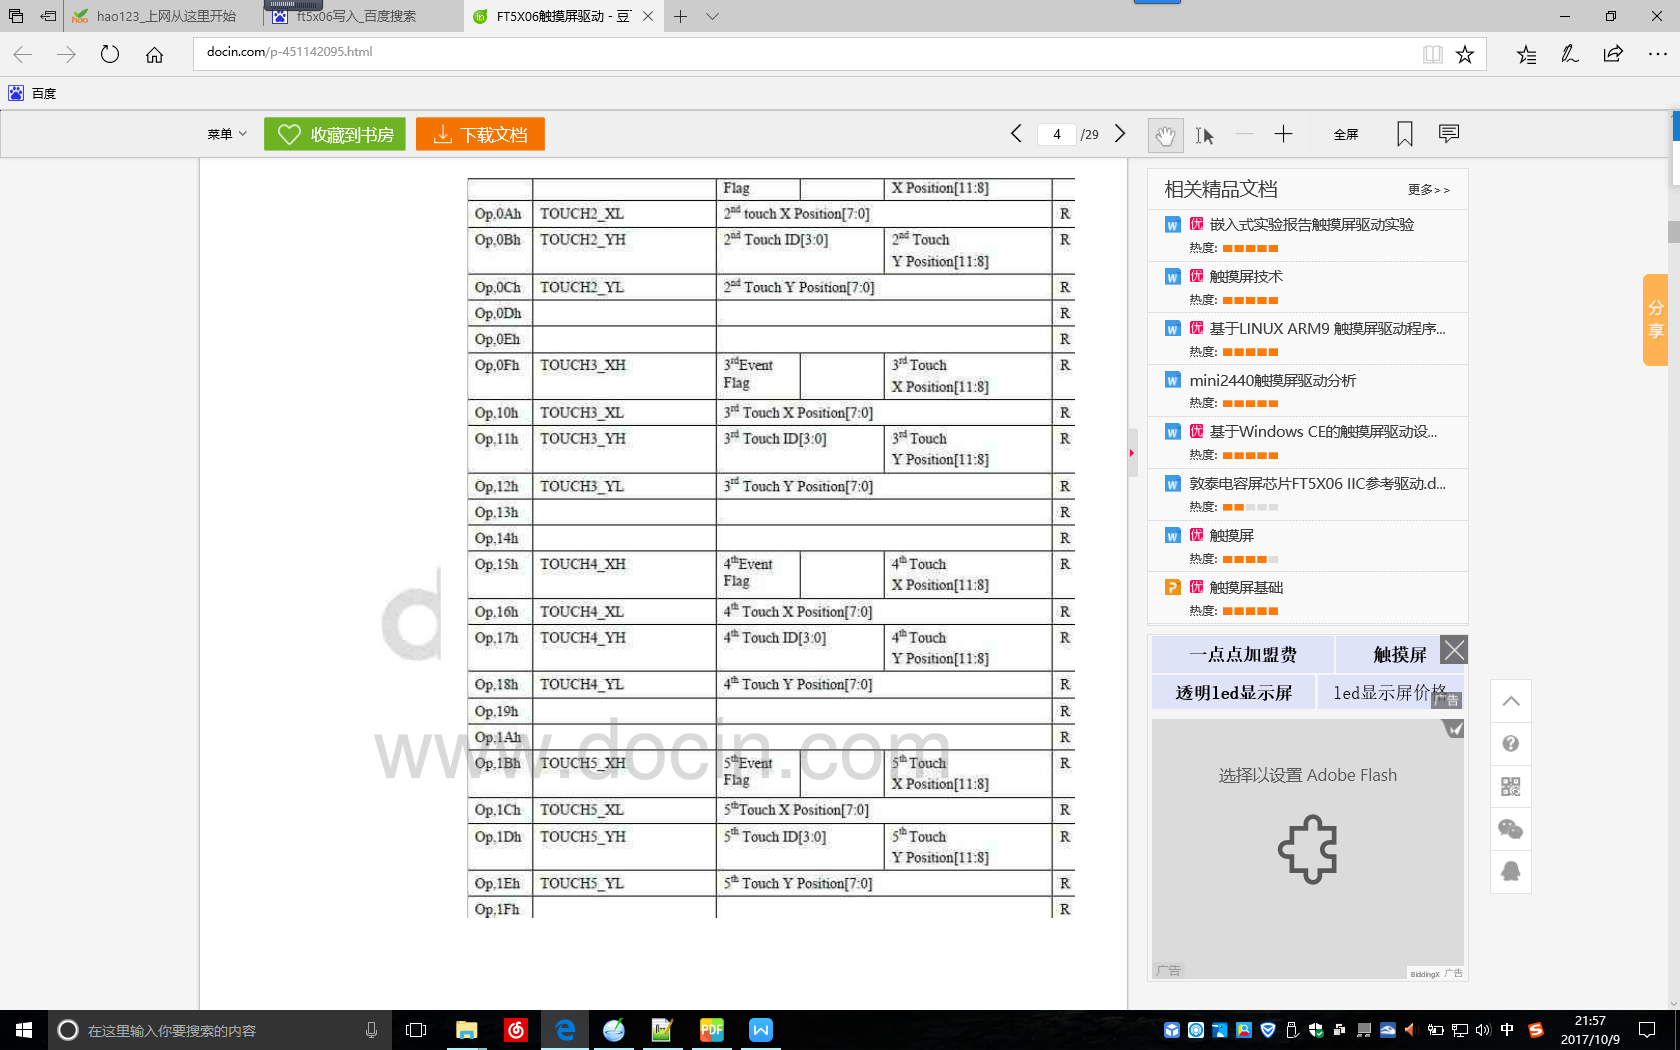 hao123_上网从这里开始
ft5x06写入_百度搜索
FT5X06触摸屏驱动 - 豆
docin.com/p-451142095.html
百度
菜单
收藏到书房
下载文档
4 /29
全屏
Flag X Position[11:8]
Op,0Ah TOUCH2_XL 2nd touch X Position[7:0] R
Op,0Bh TOUCH2_YH 2nd Touch ID[3:0] 2nd Touch R
Y Position[11:8]
Op,0Ch TOUCH2_YL 2nd Touch Y Position[7:0] R
Op,0Dh R
Op,0Eh R
Op,0Fh TOUCH3_XH 3rdEvent 3rd Touch R
Flag X Position[11:8]
Op,10h TOUCH3_XL 3rd Touch X Position[7:0] R
Op,11h TOUCH3_YH 3rd Touch ID[3:0] 3rd Touch R
Y Position[11:8]
Op,12h TOUCH3_YL 3rd Touch Y Position[7:0] R
Op,13h R
Op,14h R
Op,15h TOUCH4_XH 4thEvent 4th Touch R
Flag X Position[11:8]
Op,16h TOUCH4_XL 4th Touch X Position[7:0] R
Op,17h TOUCH4_YH 4th Touch ID[3:0] 4th Touch R
Y Position[11:8]
Op,18h TOUCH4_YL 4th Touch Y Position[7:0] R
Op,19h R
Op,1Ah R
Op,1Bh TOUCH5_XH 5thEvent 5th Touch R
Flag X Position[11:8]
Op,1Ch TOUCH5_XL 5thTouch X Position[7:0] R
Op,1Dh TOUCH5_YH 5th Touch ID[3:0] 5th Touch R
Y Position[11:8]
Op,1Eh TOUCH5_YL 5th Touch Y Position[7:0] R
Op,1Fh R
d
www.docin.com
相关精品文档 更多>>
优 嵌入式实验报告触摸屏驱动实验
热度:
优 触摸屏技术
热度:
优 基于LINUX ARM9 触摸屏驱动程序...
热度:
mini2440触摸屏驱动分析
热度:
优 基于Windows CE的触摸屏驱动设...
热度:
敦泰电容屏芯片FT5X06 IIC参考驱动.d...
热度:
优 触摸屏
热度:
优 触摸屏基础
热度:
分享
一点点加盟费 触摸屏
透明led显示屏 led显示屏价格
广告
选择以设置 Adobe Flash
广告
BiddingX 广告
在这里输入你要搜索的内容
中
21:57
2017/10/9